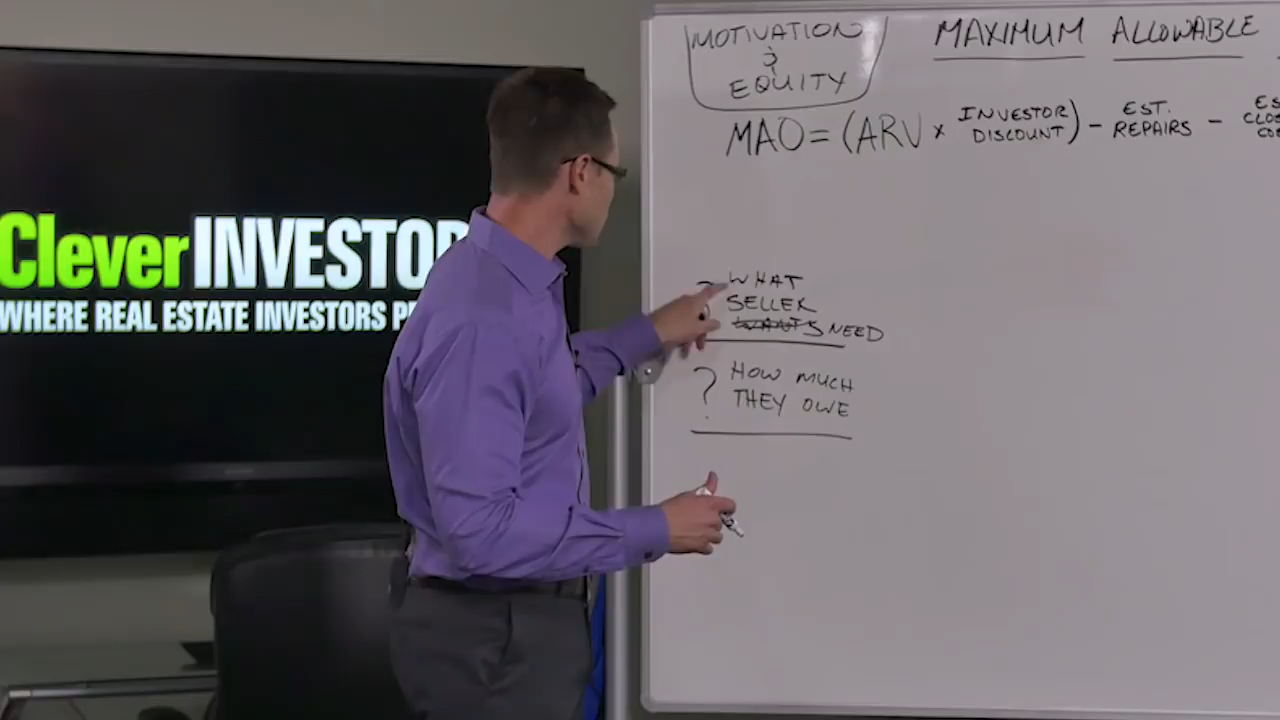 CleverINVESTOR
WHERE REAL ESTATE INVESTORS
MOTIVATION
&
EQUITY
MAXIMUM ALLOWABLE
MAO = (ARV x INVESTOR DISCOUNT) - EST. REPAIRS -
? WHAT
SELLER
WANTS NEED
? HOW MUCH
THEY OWE